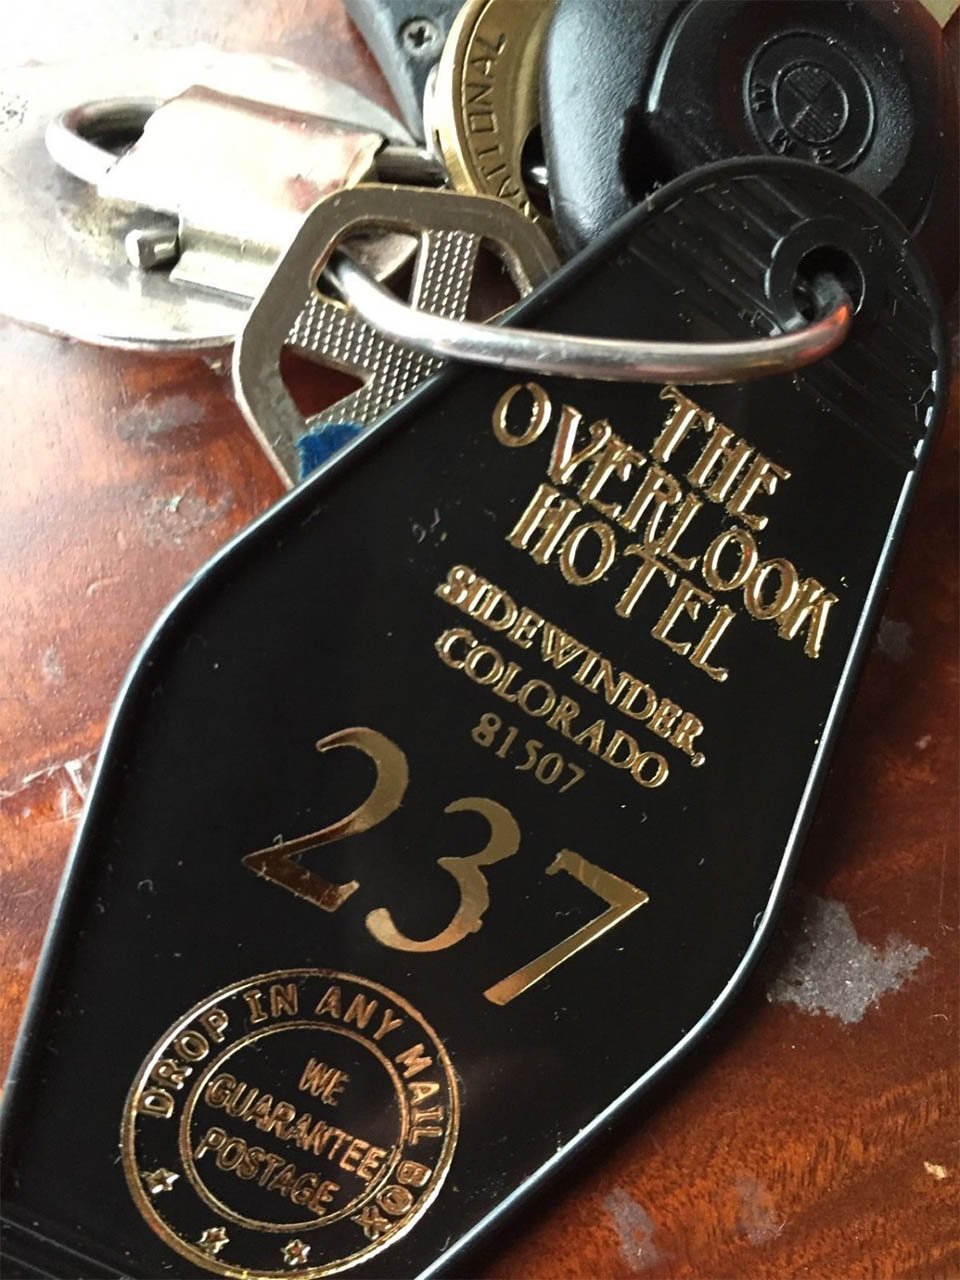 THE
OVERLOOK
HOTEL
SIDEWINDER,
COLORADO
81507
237
DROP IN ANY MAIL BOX
WE
GUARANTEE
POSTAGE